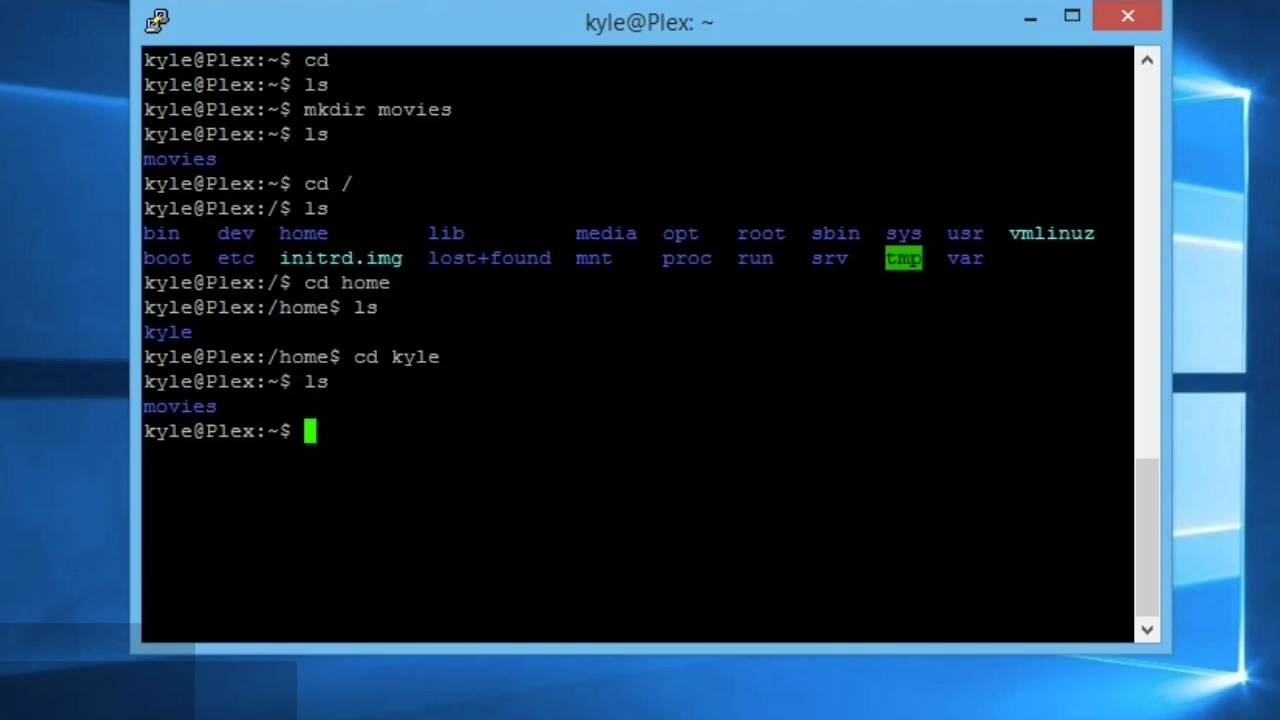 kyle@Plex: ~
kyle@Plex:~$ cd
kyle@Plex:~$ ls
kyle@Plex:~$ mkdir movies
kyle@Plex:~$ ls
movies
kyle@Plex:~$ cd /
kyle@Plex:/$ ls
bin dev home lib media opt root sbin sys usr vmlinuz
boot etc initrd.img lost+found mnt proc run srv tmp var
kyle@Plex:/$ cd home
kyle@Plex:/home$ ls
kyle
kyle@Plex:/home$ cd kyle
kyle@Plex:~$ ls
movies
kyle@Plex:~$